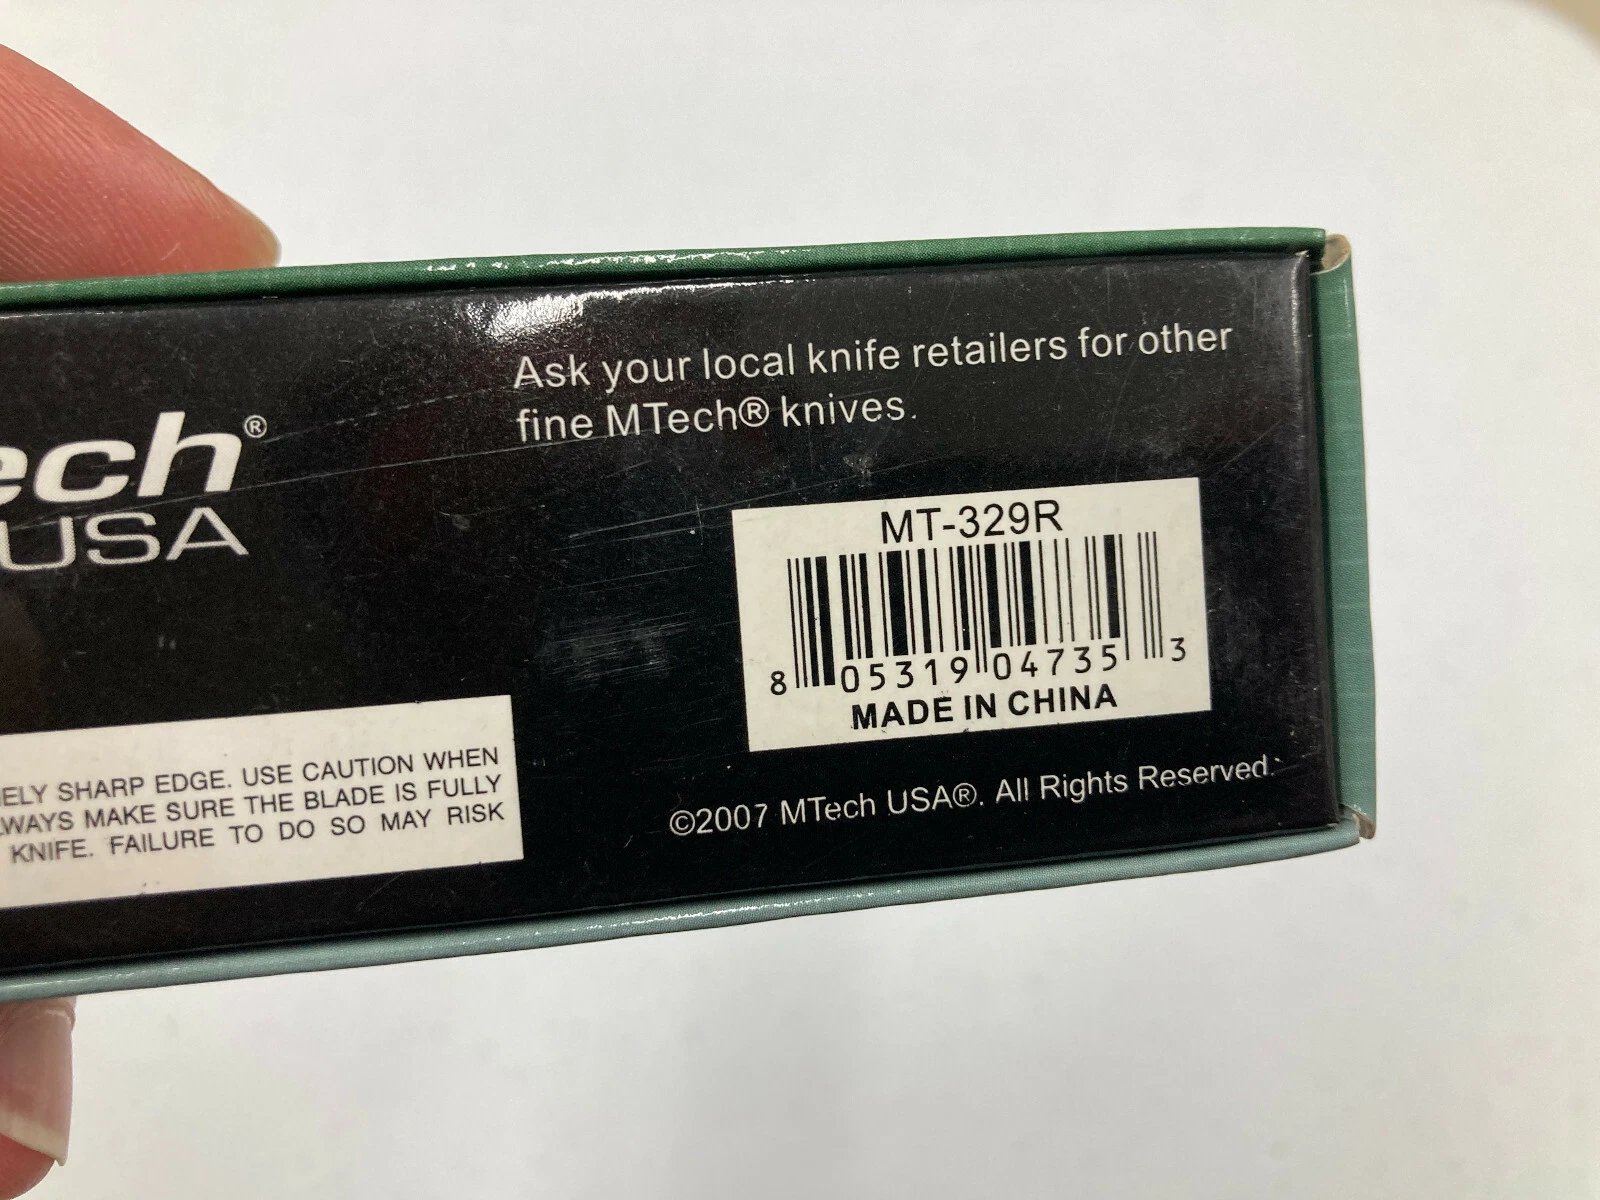 ech®
USA
Ask your local knife retailers for other
fine MTech® knives.
MT-329R
8 05319 04735 3
MADE IN CHINA
SHARP EDGE. USE CAUTION WHEN
MAKE SURE THE BLADE IS FULLY
KNIFE. FAILURE TO DO SO MAY RISK
©2007 MTech USA®. All Rights Reserved.